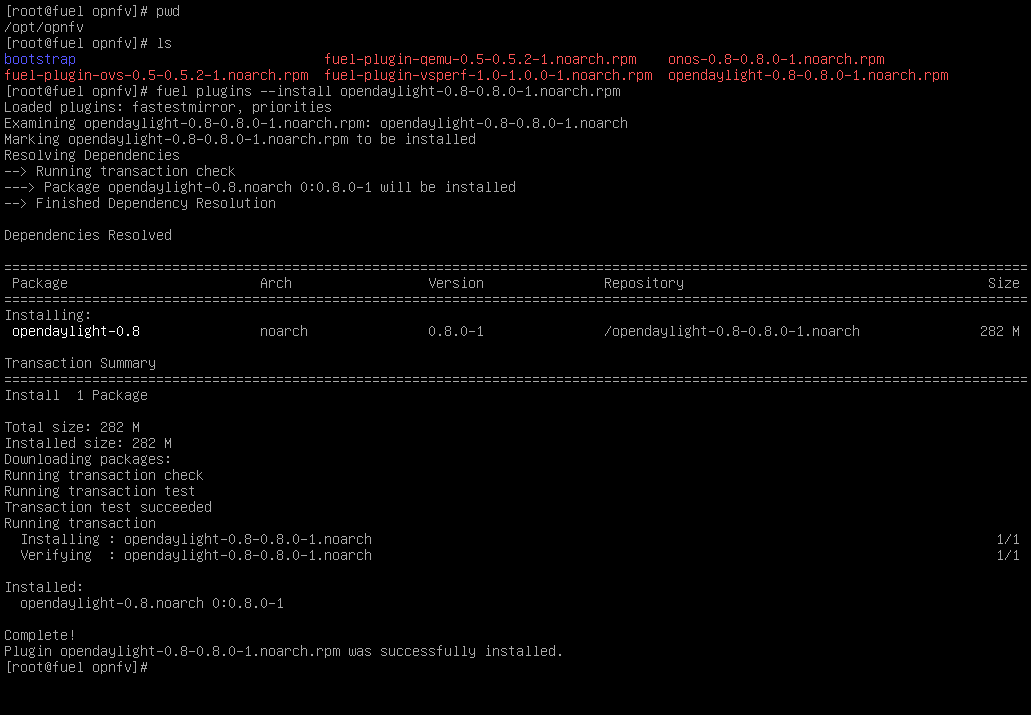 [root@fuel opnfv]# pwd
/opt/opnfv
[root@fuel opnfv]# ls
bootstrap                               fuel-plugin-qemu-0.5-0.5.2-1.noarch.rpm    onos-0.8-0.8.0-1.noarch.rpm
fuel-plugin-ovs-0.5-0.5.2-1.noarch.rpm  fuel-plugin-vsperf-1.0-1.0.0-1.noarch.rpm  opendaylight-0.8-0.8.0-1.noarch.rpm
[root@fuel opnfv]# fuel plugins --install opendaylight-0.8-0.8.0-1.noarch.rpm
Loaded plugins: fastestmirror, priorities
Examining opendaylight-0.8-0.8.0-1.noarch.rpm: opendaylight-0.8-0.8.0-1.noarch
Marking opendaylight-0.8-0.8.0-1.noarch.rpm to be installed
Resolving Dependencies
--> Running transaction check
---> Package opendaylight-0.8.noarch 0:0.8.0-1 will be installed
--> Finished Dependency Resolution

Dependencies Resolved

================================================================================================================================
 Package                        Arch                 Version               Repository                                      Size
================================================================================================================================
Installing:
 opendaylight-0.8               noarch               0.8.0-1               /opendaylight-0.8-0.8.0-1.noarch               282 M

Transaction Summary
================================================================================================================================
Install  1 Package

Total size: 282 M
Installed size: 282 M
Downloading packages:
Running transaction check
Running transaction test
Transaction test succeeded
Running transaction
  Installing : opendaylight-0.8-0.8.0-1.noarch                                                                              1/1
  Verifying  : opendaylight-0.8-0.8.0-1.noarch                                                                              1/1

Installed:
  opendaylight-0.8.noarch 0:0.8.0-1

Complete!
Plugin opendaylight-0.8-0.8.0-1.noarch.rpm was successfully installed.
[root@fuel opnfv]#